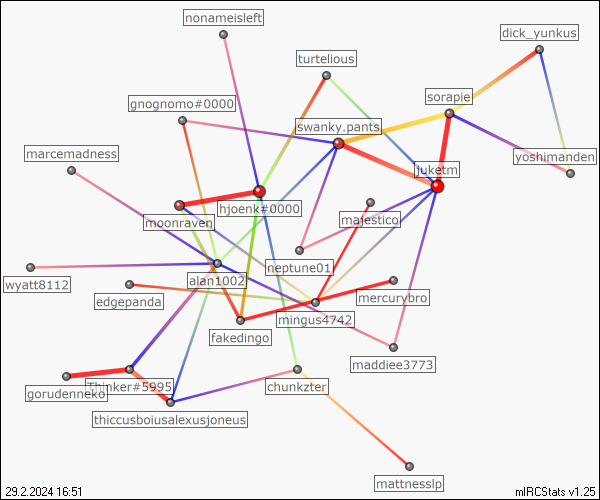 nonameisleft
dick_yunkus
turtelious
sorapie
gnognomo#0000
swanky.pants
marcemadness
yoshimanden
juketm
hjoenk#0000
majestico
moonraven
neptune01
wyatt8112
alan1002
edgepanda
mercurybro
mingus4742
fakedingo
maddiee3773
Thinker#5995
chunkzter
gorudenneko
thiccusboiusalexusjoneus
mattnesslp
29.2.2024 16:51
mIRCStats v1.25